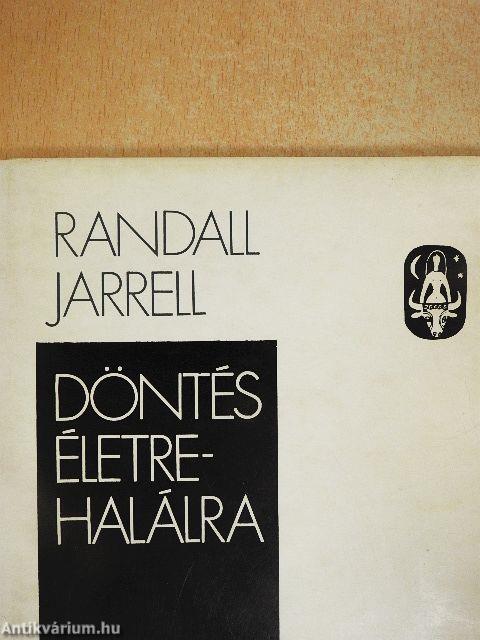 RANDALL
JARRELL
DÖNTÉS
ÉLETRE-
HALÁLRA
Antikvárium.hu